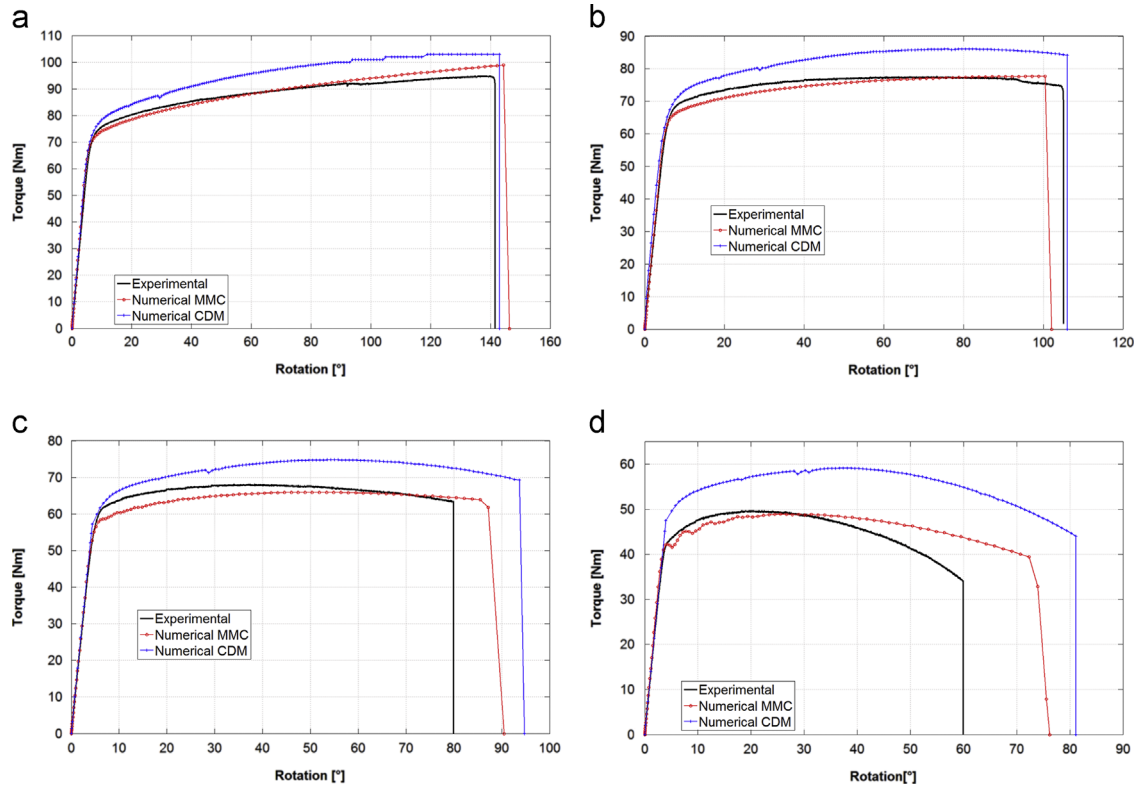 a
110
100
90
80
70
60
50
40
30
20
10
0
Torque [Nm]
Experimental
Numerical MMC
Numerical CDM
0 20 40 60 80 100 120 140 160
Rotation [°]
b
90
80
70
60
50
40
30
20
10
0
Torque [Nm]
Experimental
Numerical MMC
Numerical CDM
0 20 40 60 80 100 120
Rotation [°]
c
80
70
60
50
40
30
20
10
0
Torque [Nm]
Experimental
Numerical MMC
Numerical CDM
0 10 20 30 40 50 60 70 80 90 100
Rotation [°]
d
60
50
40
30
20
10
0
Torque [Nm]
Experimental
Numerical MMC
Numerical CDM
0 10 20 30 40 50 60 70 80 90
Rotation[°]